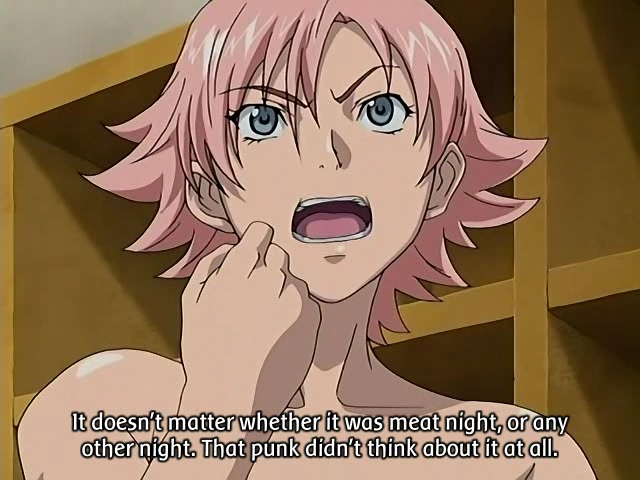 It doesn't matter whether it was meat night, or any
other night. That punk didn't think about it at all.